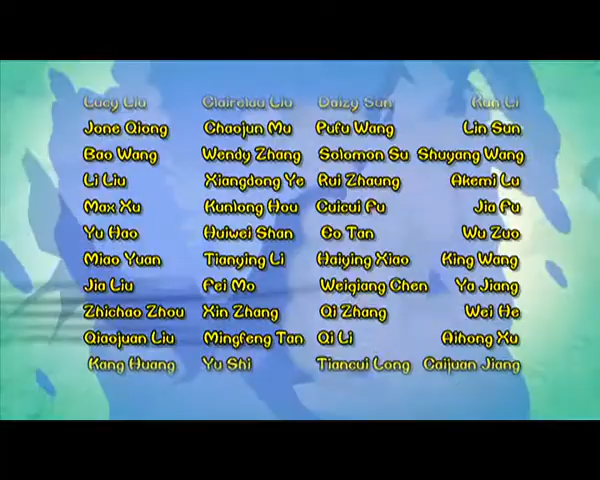 Lucy Liu Clairelau Liu Daizy Sun Kun Li
Jone Qiong Chaojun Mu Pufu Wang Lin Sun
Bao Wang Wendy Zhang Solomon Su Shuyang Wang
Li Liu Xiangdong Ye Rui Zhaung Akemi Lu
Max Xu Kunlong Hou Cuicui Fu Jia Fu
Yu Hao Huiwei Shan Bo Tan Wu Zuo
Miao Yuan Tianying Li Haiying Xiao King Wang
Jia Liu Fei Mo Weiqiang Chen Ya Jiang
Zhichao Zhou Xin Zhang Qi Zhang Wei He
Qiaojuan Liu Mingfeng Tan Qi Li Aihong Xu
Kang Huang Yu Shi Tiancui Long Caijuan Jiang